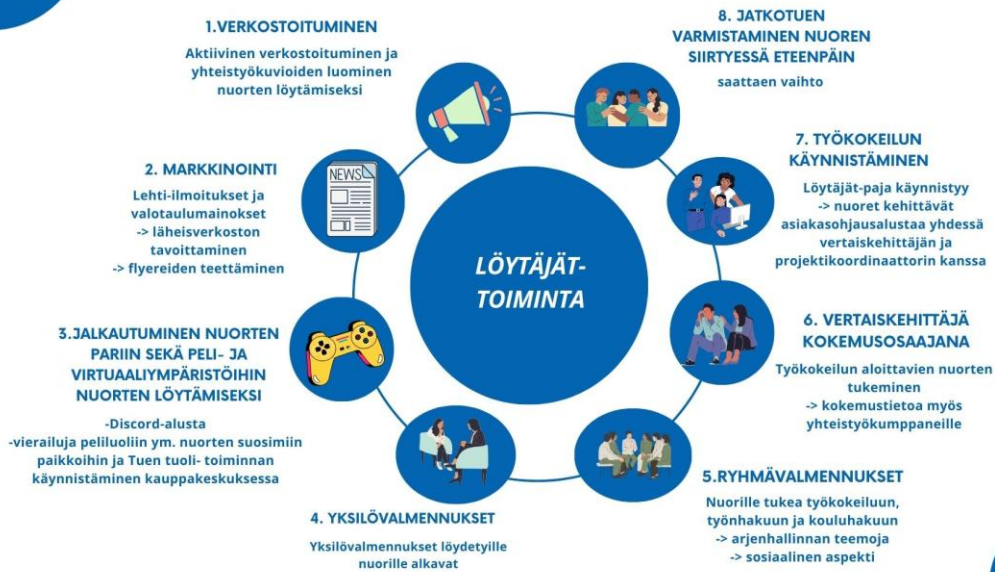 1.VERKOSTOITUMINEN
Aktiivinen verkostoituminen ja
yhteistyökuvioiden luominen
nuorten löytämiseksi
2. MARKKINOINTI
Lehti-ilmoitukset ja
valotaulumainokset
-> läheisverkoston
tavoittaminen
-> flyereiden teettäminen
NEWS
3.JALKAUTUMINEN NUORTEN
PARIIN SEKÄ PELI- JA
VIRTUAALIYMPÄRISTÖIHIN
NUORTEN LÖYTÄMISEKSI
-Discord-alusta
-vierailuja peliluoliin ym. nuorten suosimiin
paikkoihin ja Tuen tuoli- toiminnan
käynnistäminen kauppakeskuksessa
4. YKSILÖVALMENNUKSET
Yksilövalmennukset löydetyille
nuorille alkavat
5.RYHMÄVALMENNUKSET
Nuorille tukea työkokeiluun,
työnhakuun ja kouluhakuun
-> arjenhallinnan teemoja
-> sosiaalinen aspekti
6. VERTAISKEHITTÄJÄ
KOKEMUSOSAAJANA
Työkokeilun aloittavien nuorten
tukeminen
-> kokemustietoa myös
yhteistyökumppaneille
7. TYÖKOKEILUN
KÄYNNISTÄMINEN
Löytäjät-paja käynnistyy
-> nuoret kehittävät
asiakasohjausalustaa yhdessä
vertaiskehittäjän ja
projektikoordinaattorin kanssa
8. JATKOTUEN
VARMISTAMINEN NUOREN
SIIRTYESSÄ ETEENPÄIN
saattaen vaihto
LÖYTÄJÄT-
TOIMINTA